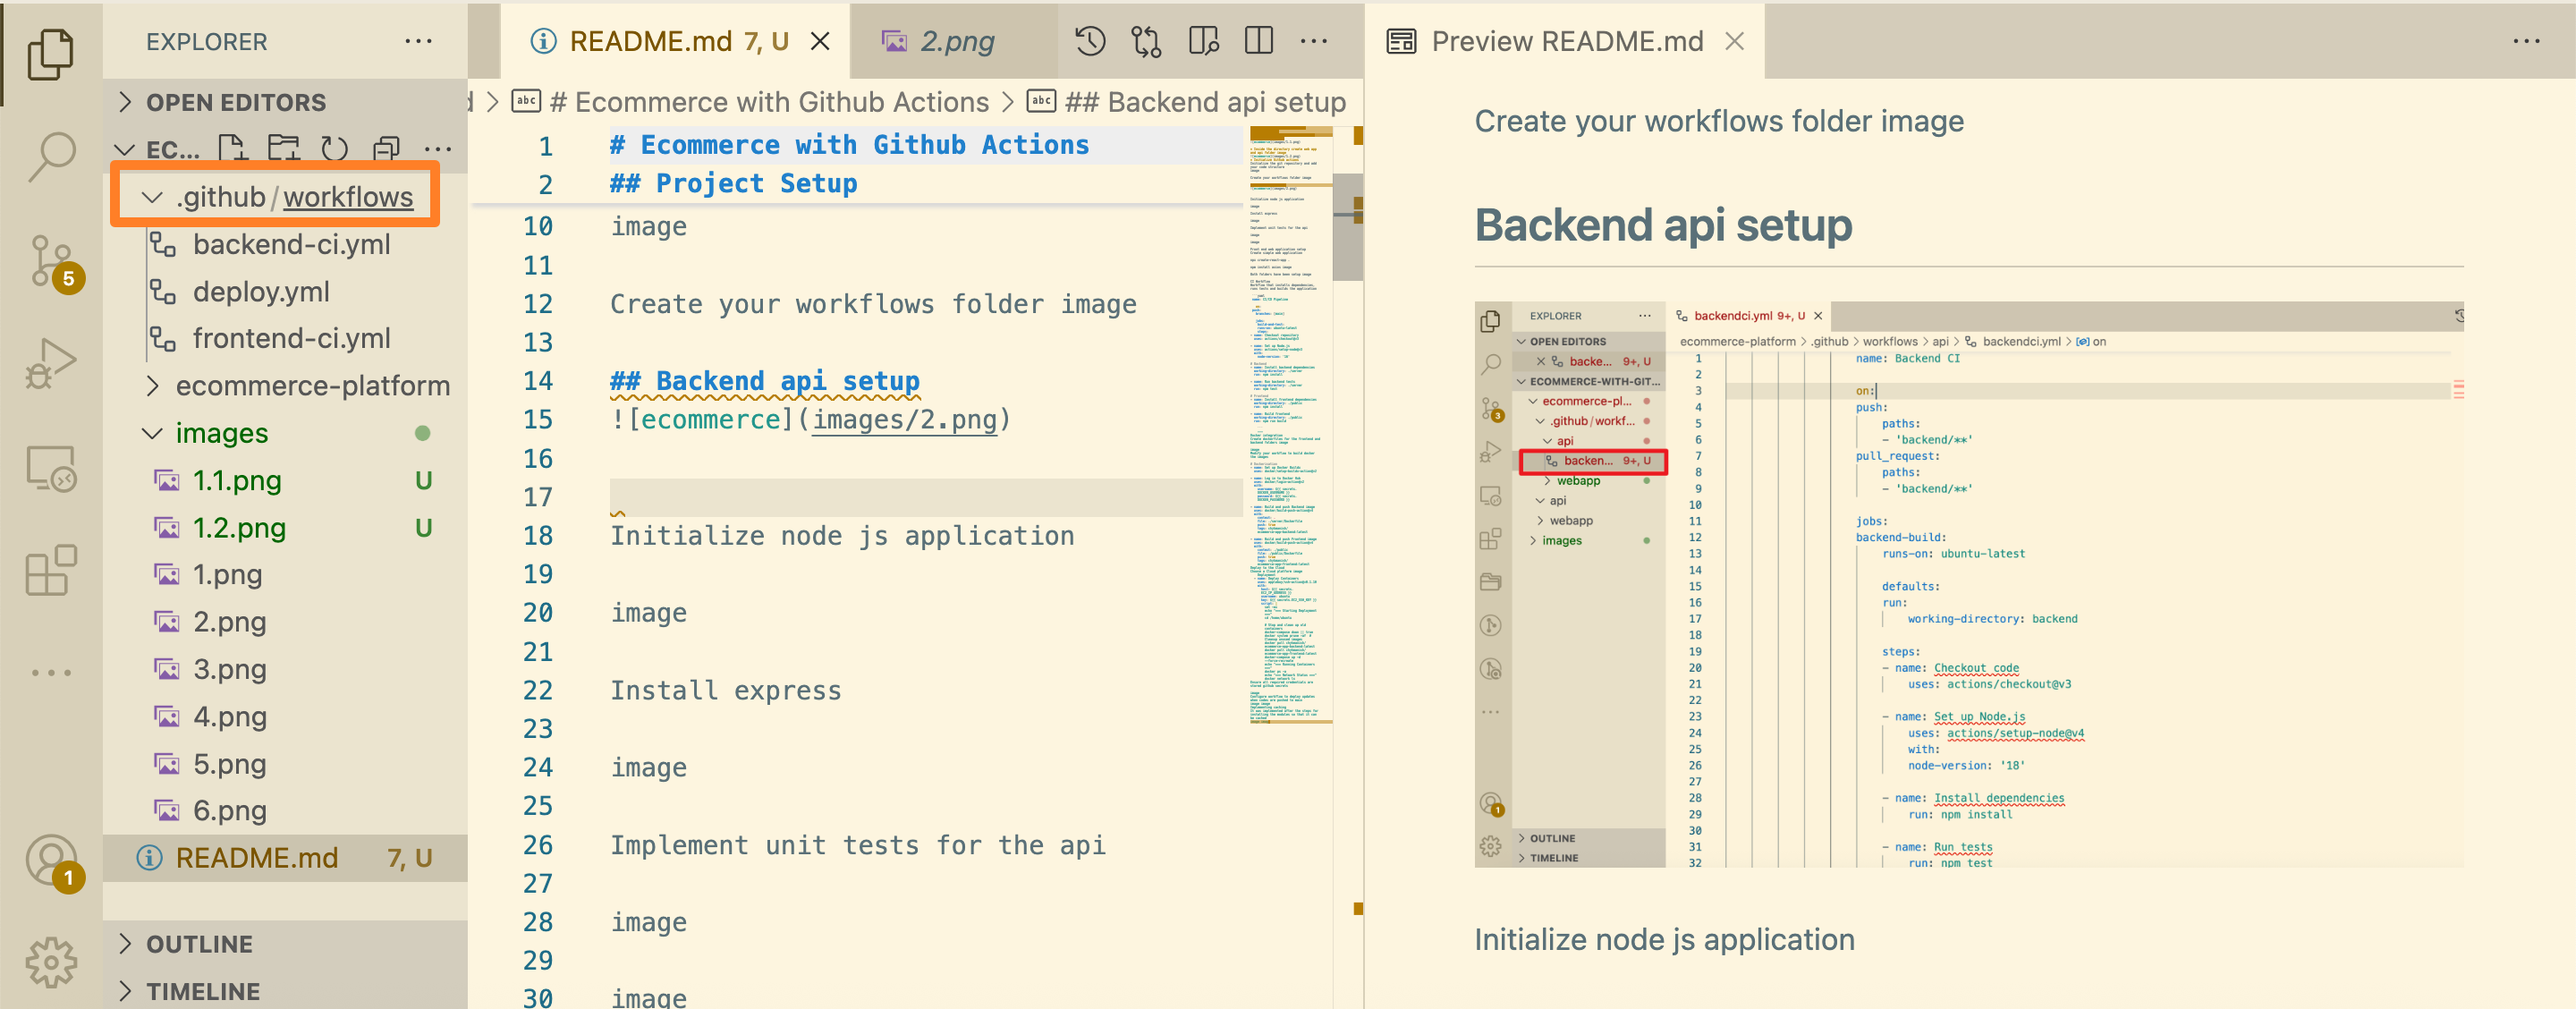 EXPLORER
OPEN EDITORS
EC...
.github/workflows
backend-ci.yml
deploy.yml
frontend-ci.yml
ecommerce-platform
images
1.1.png U
1.2.png U
1.png
2.png
3.png
4.png
5.png
6.png
README.md 7, U
OUTLINE
TIMELINE
5
1
README.md 7, U
2.png
# Ecommerce with Github Actions > ## Backend api setup
1 # Ecommerce with Github Actions
2 ## Project Setup
10 image
11
12 Create your workflows folder image
13
14 ## Backend api setup
15 ![ecommerce](images/2.png)
16
17
18 Initialize node js application
19
20 image
21
22 Install express
23
24 image
25
26 Implement unit tests for the api
27
28 image
29
30 image
Preview README.md
Create your workflows folder image
Backend api setup
EXPLORER
OPEN EDITORS
backe... 9+, U
ECOMMERCE-WITH-GIT...
ecommerce-pl...
.github/workf...
api
backen... 9+, U
webapp
api
webapp
images
OUTLINE
TIMELINE
3
1
backendci.yml 9+, U
ecommerce-platform > .github > workflows > api > backendci.yml > on
1 name: Backend CI
2
3 on:
4 push:
5 paths:
6 - 'backend/**'
7 pull_request:
8 paths:
9 - 'backend/**'
10
11 jobs:
12 backend-build:
13 runs-on: ubuntu-latest
14
15 defaults:
16 run:
17 working-directory: backend
18
19 steps:
20 - name: Checkout code
21 uses: actions/checkout@v3
22
23 - name: Set up Node.js
24 uses: actions/setup-node@v4
25 with:
26 node-version: '18'
27
28 - name: Install dependencies
29 run: npm install
30
31 - name: Run tests
32 run: npm test
Initialize node js application